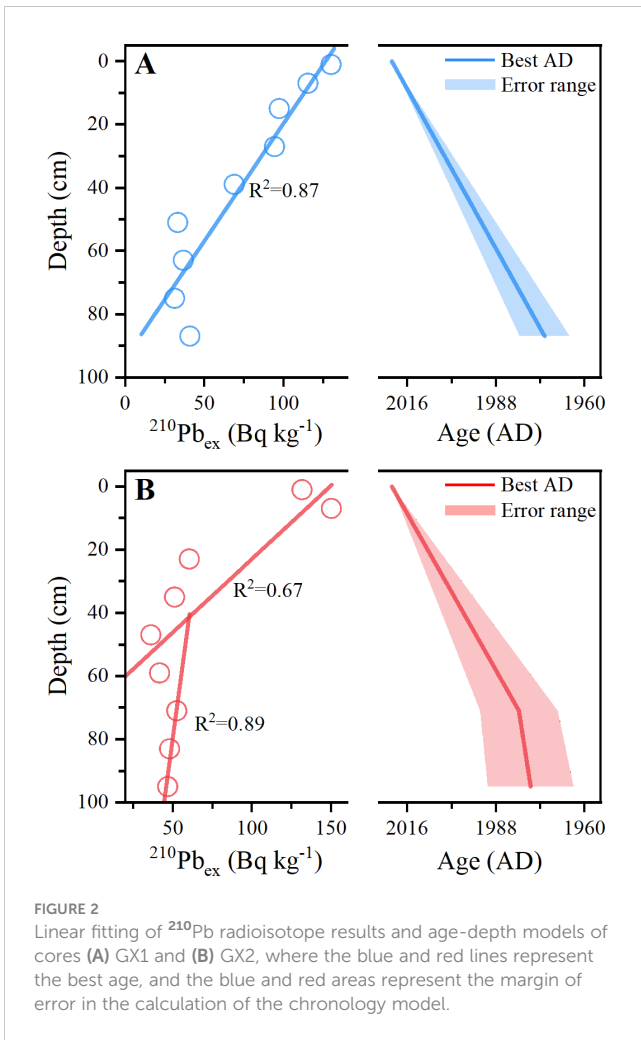 A
Best AD
Error range
0
20
40
60
80
100
Depth (cm)
R²=0.87
0
50
100
²¹⁰Pbₑₓ (Bq kg⁻¹)
2016
1988
1960
Age (AD)
B
Best AD
Error range
0
20
40
60
80
100
Depth (cm)
R²=0.67
R²=0.89
50
100
150
²¹⁰Pbₑₓ (Bq kg⁻¹)
2016
1988
1960
Age (AD)
FIGURE 2
Linear fitting of ²¹⁰Pb radioisotope results and age-depth models of
cores (A) GX1 and (B) GX2, where the blue and red lines represent
the best age, and the blue and red areas represent the margin of
error in the calculation of the chronology model.